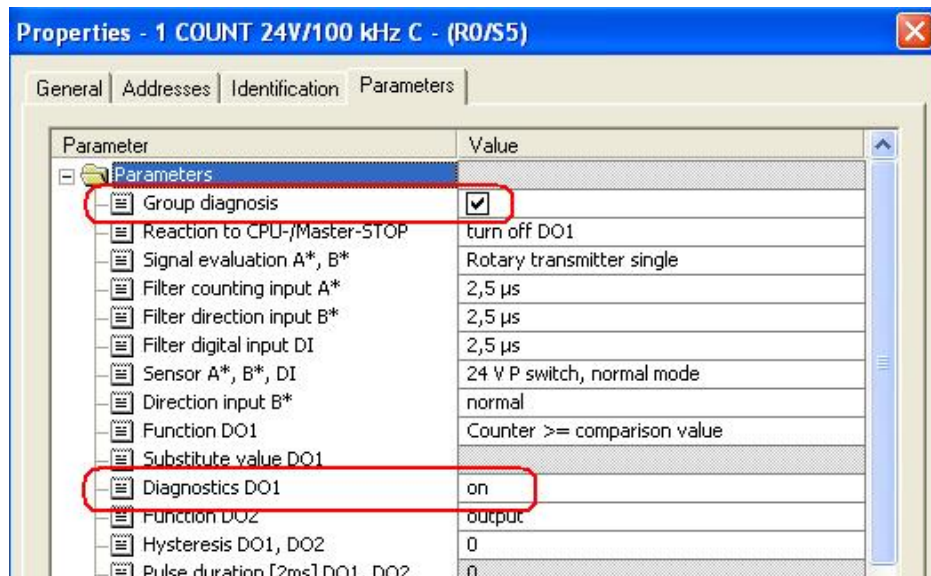 Properties - 1 COUNT 24V/100 kHz C - (R0/S5)
General Addresses Identification Parameters
Parameter Value
Parameters
Group diagnosis
Reaction to CPU-/Master-STOP turn off DO1
Signal evaluation A*, B* Rotary transmitter single
Filter counting input A* 2,5 µs
Filter direction input B* 2,5 µs
Filter digital input DI 2,5 µs
Sensor A*, B*, DI 24 V P switch, normal mode
Direction input B* normal
Function DO1 Counter >= comparison value
Substitute value DO1
Diagnostics DO1 on
Function DO2 output
Hysteresis DO1, DO2 0
Pulse duration [2ms] DO1, DO2 0